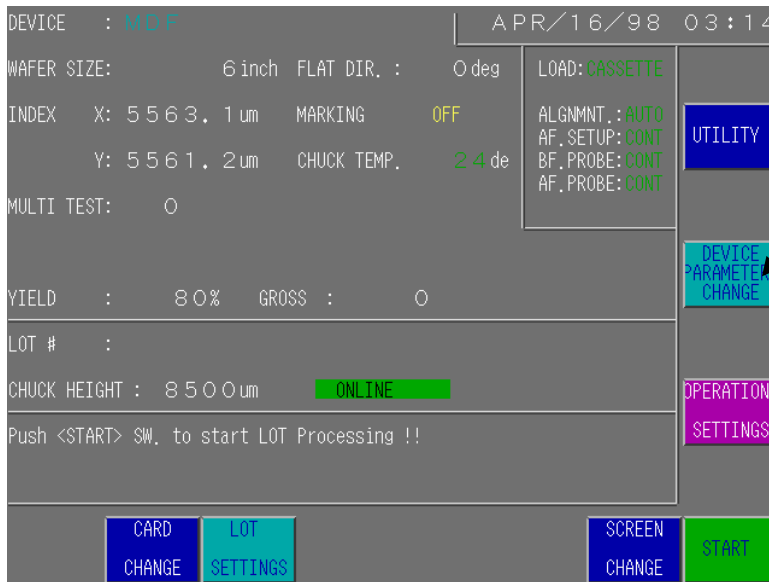 DEVICE : MOF APR/16/98 03:14
WAFER SIZE: 6inch FLAT DIR. : 0deg LOAD:CASSETTE
INDEX X: 5563.1um MARKING OFF ALGNMNT.:AUTO
AF.SETUP:CONT
UTILITY
Y: 5561.2um CHUCK TEMP. 24de BF.PROBE:CONT
AF.PROBE:CONT
MULTI TEST: 0
DEVICE
PARAMETER
CHANGE
YIELD : 80% GROSS : 0
LOT # :
CHUCK HEIGHT : 8500um ONLINE
OPERATION
SETTINGS
Push <START> SW. to start LOT Processing !!
CARD
CHANGE
LOT
SETTINGS
SCREEN
CHANGE
START